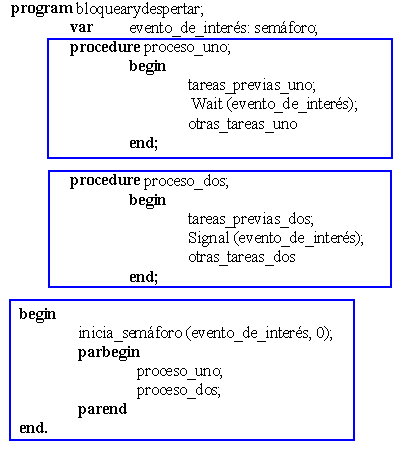 program bloquearydespertar;
var evento_de_interés: semáforo;
procedure proceso_uno;
begin
tareas_previas_uno;
Wait (evento_de_interés);
otras_tareas_uno
end;
procedure proceso_dos;
begin
tareas_previas_dos;
Signal (evento_de_interés);
otras_tareas_dos
end;
begin
inicia_semáforo (evento_de_interés, 0);
parbegin
proceso_uno;
proceso_dos;
parend
end.